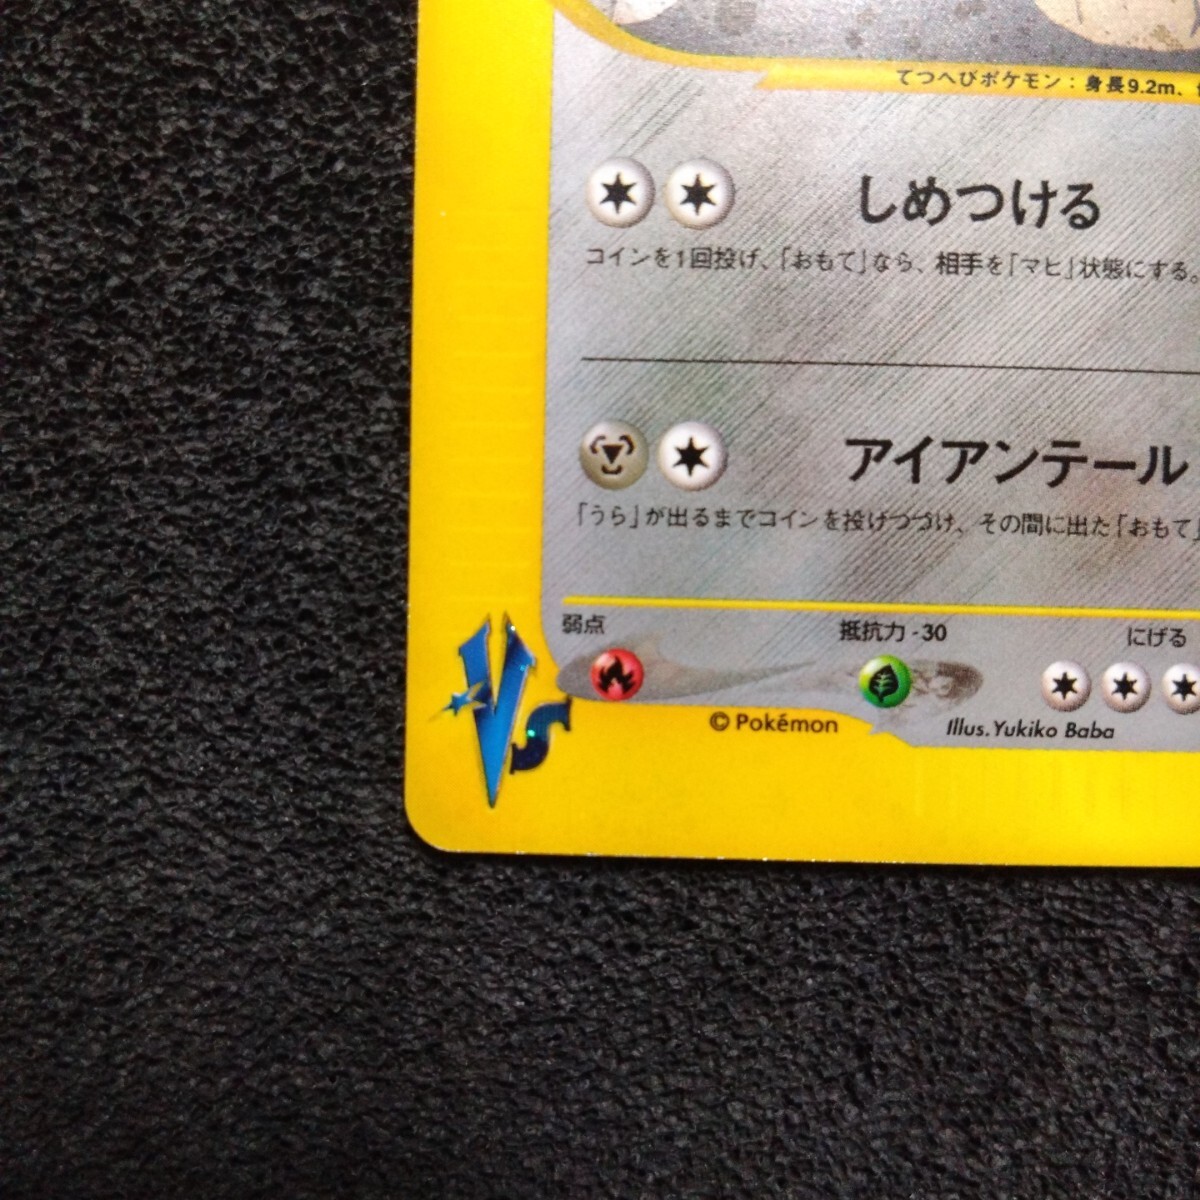 てつへびポケモン：身長9.2m、
しめつける
コインを1回投げ、「おもて」なら、相手を「マヒ」状態にする。
アイアンテール
「うら」が出るまでコインを投げつづけ、その間に出た「おもて」
弱点 抵抗力 -30 にげる
© Pokémon Illus. Yukiko Baba
VS